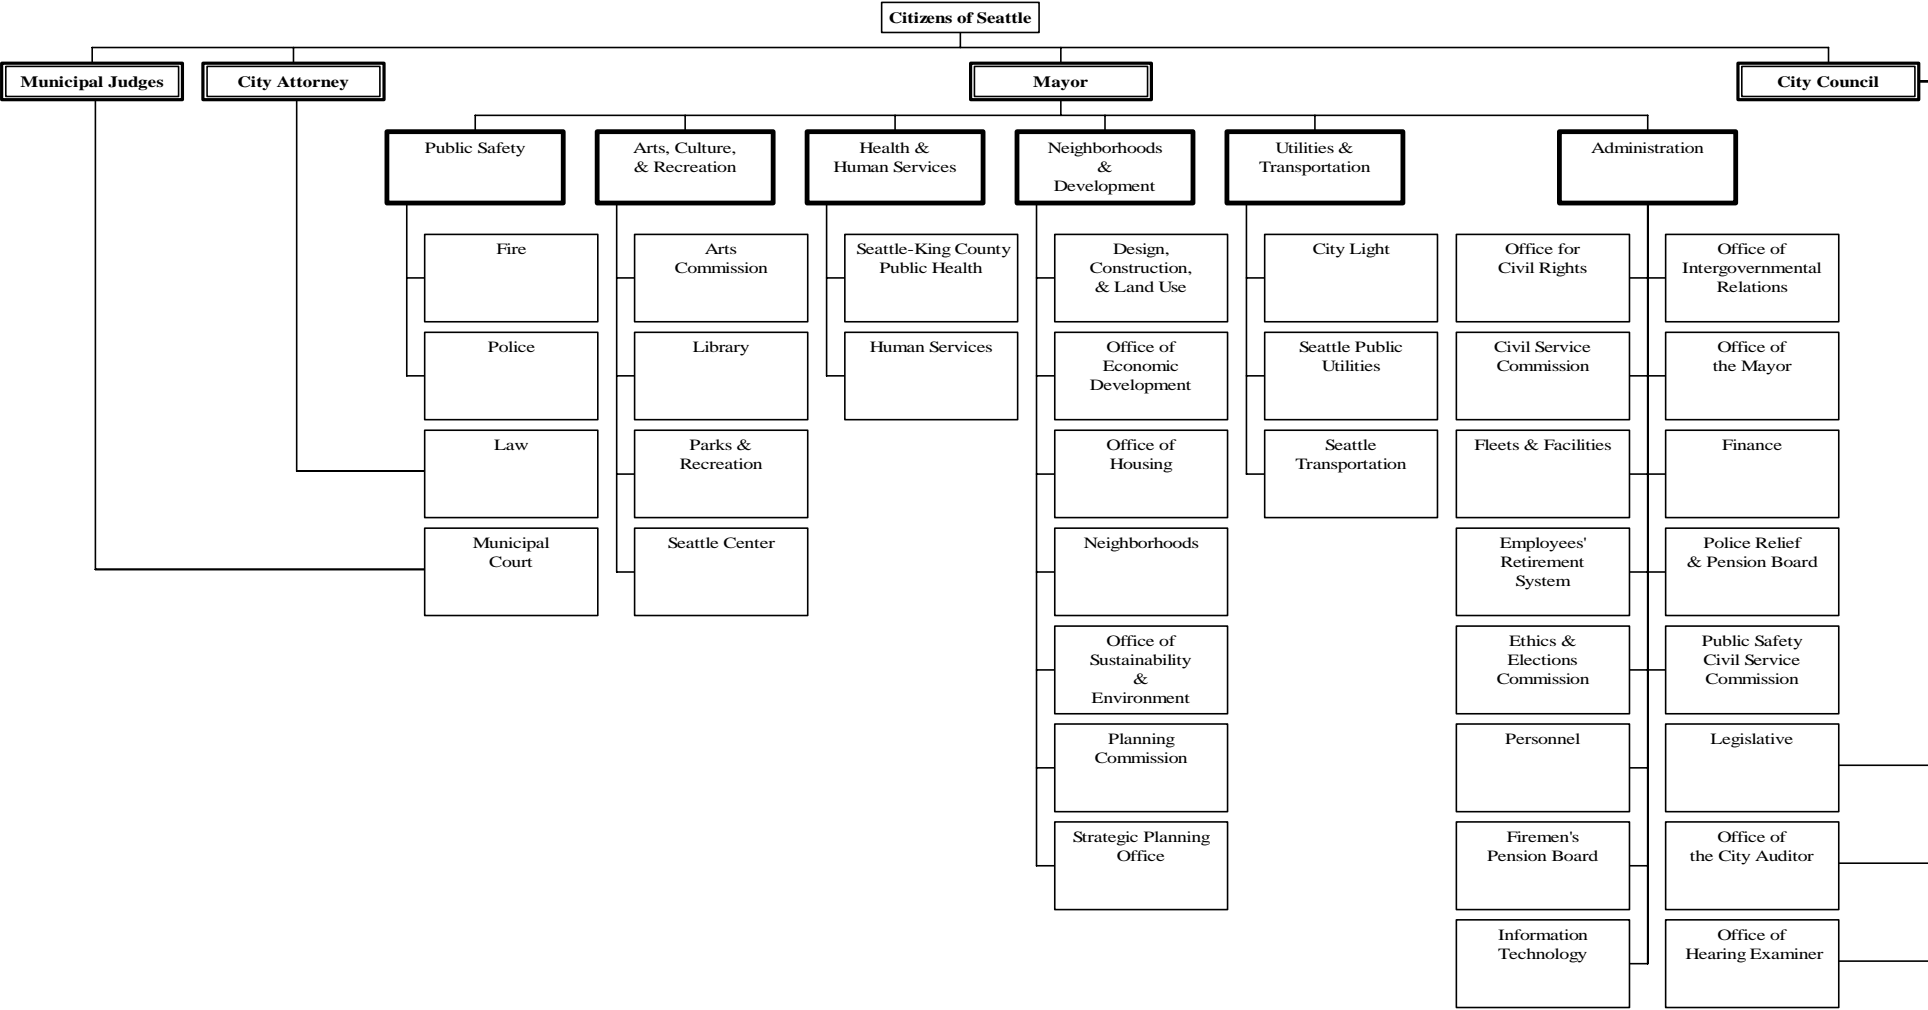 Citizens of Seattle
Municipal Judges
City Attorney
Mayor
City Council
Public Safety
Arts, Culture,
& Recreation
Health &
Human Services
Neighborhoods
&
Development
Utilities &
Transportation
Administration
Fire
Police
Law
Municipal
Court
Arts
Commission
Library
Parks &
Recreation
Seattle Center
Seattle-King County
Public Health
Human Services
Design,
Construction,
& Land Use
Office of
Economic
Development
Office of
Housing
Neighborhoods
Office of
Sustainability
&
Environment
Planning
Commission
Strategic Planning
Office
City Light
Seattle Public
Utilities
Seattle
Transportation
Office for
Civil Rights
Civil Service
Commission
Fleets & Facilities
Employees'
Retirement
System
Ethics &
Elections
Commission
Personnel
Firemen's
Pension Board
Information
Technology
Office of
Intergovernmental
Relations
Office of
the Mayor
Finance
Police Relief
& Pension Board
Public Safety
Civil Service
Commission
Legislative
Office of
the City Auditor
Office of
Hearing Examiner